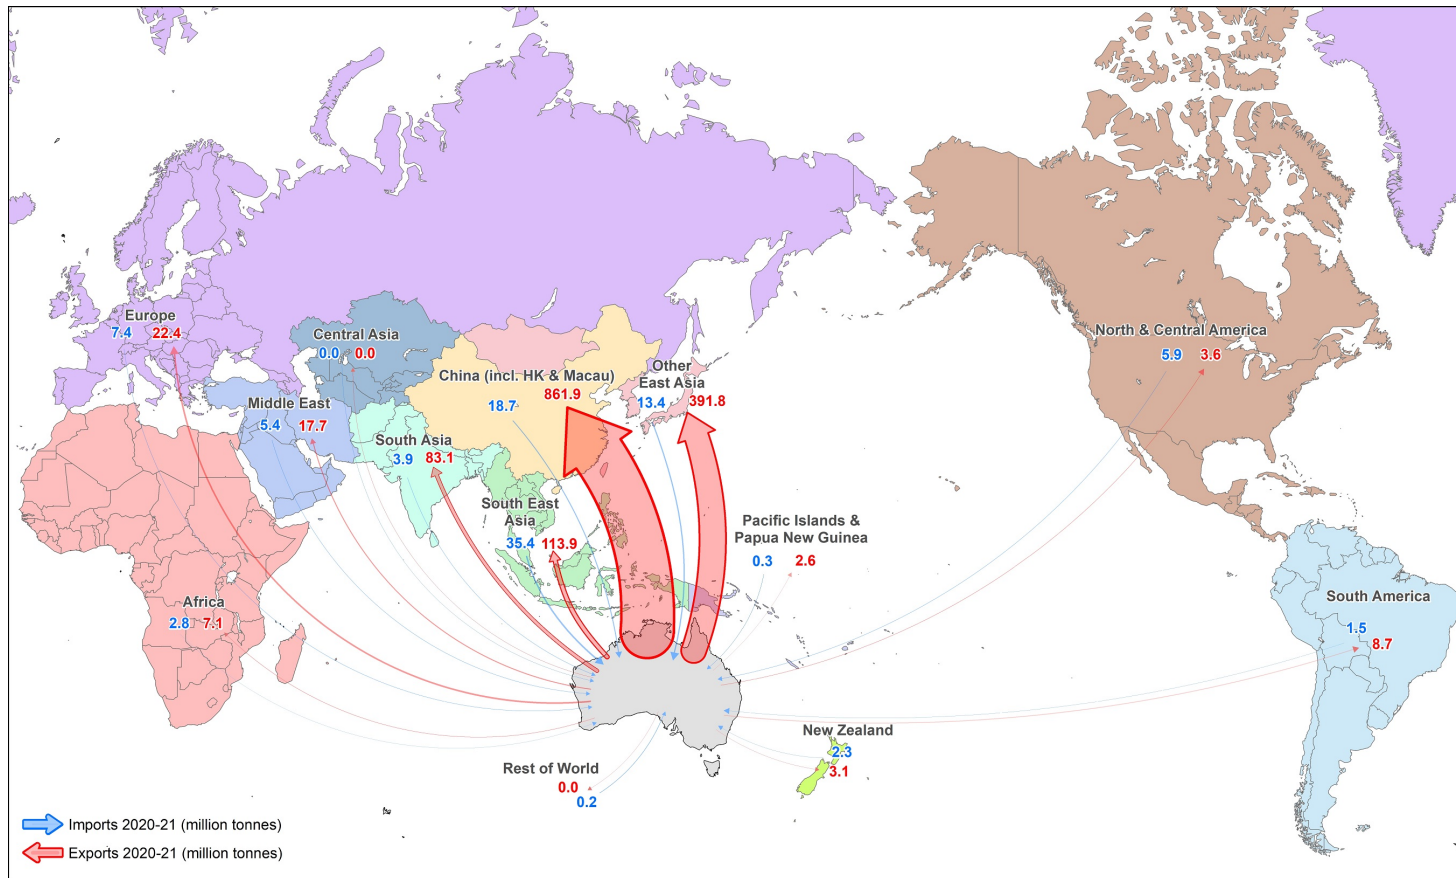 Europe
7.4 22.4
Central Asia
0.0 0.0
China (incl. HK & Macau)
18.7 861.9
Other
East Asia
13.4 391.8
North & Central America
5.9 3.6
Middle East
5.4 17.7
South Asia
3.9 83.1
South East
Asia
35.4 113.9
Pacific Islands &
Papua New Guinea
0.3 2.6
Africa
2.8 7.1
South America
1.5
8.7
New Zealand
2.3
3.1
Rest of World
0.0
0.2
Imports 2020-21 (million tonnes)
Exports 2020-21 (million tonnes)